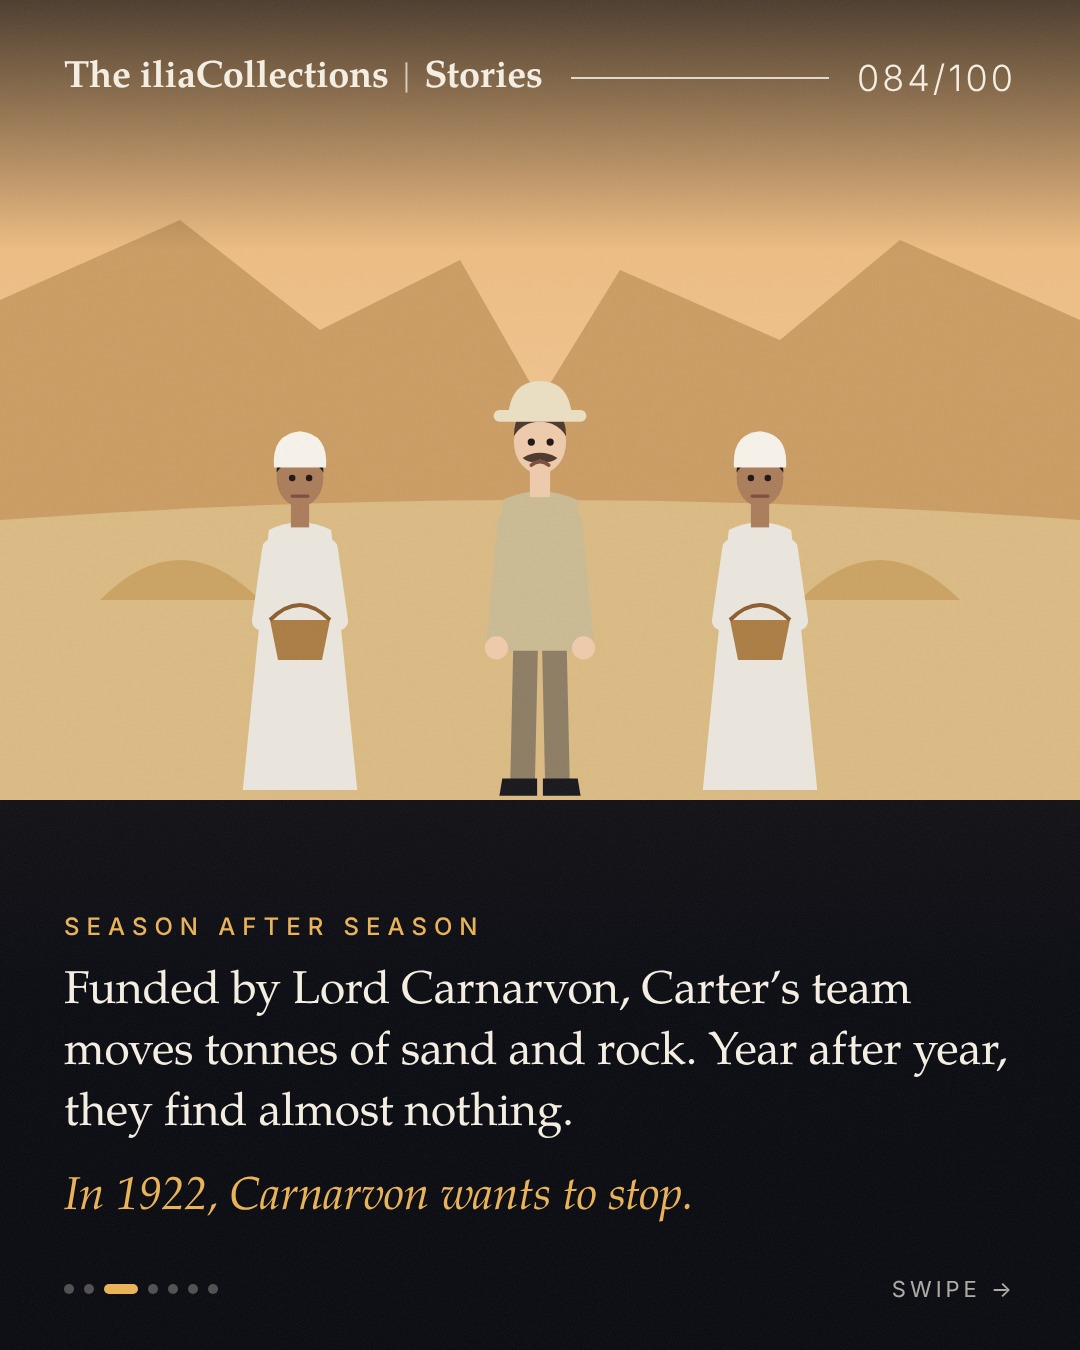 The iliaCollections | Stories 084/100
SEASON AFTER SEASON
Funded by Lord Carnarvon, Carter’s team
moves tonnes of sand and rock. Year after year,
they find almost nothing.
In 1922, Carnarvon wants to stop.
SWIPE →